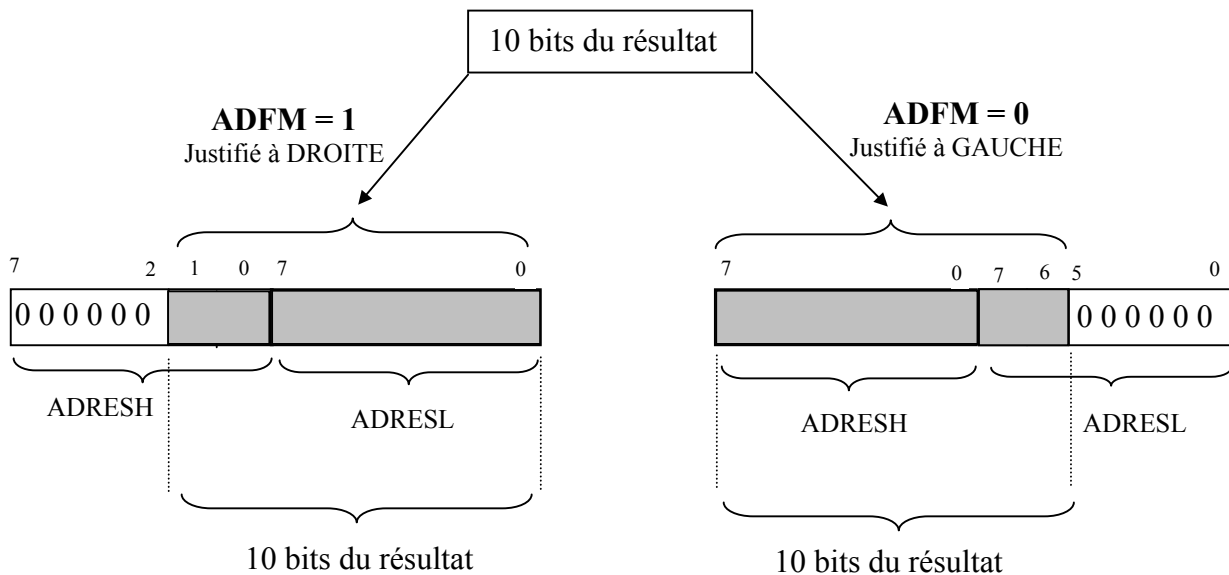 10 bits du résultat
ADFM = 1
Justifié à DROITE
ADFM = 0
Justifié à GAUCHE
7 2 1 0 7 0
7 0 7 6 5 0
0 0 0 0 0 0
0 0 0 0 0 0
ADRESH
ADRESL
ADRESH
ADRESL
10 bits du résultat
10 bits du résultat